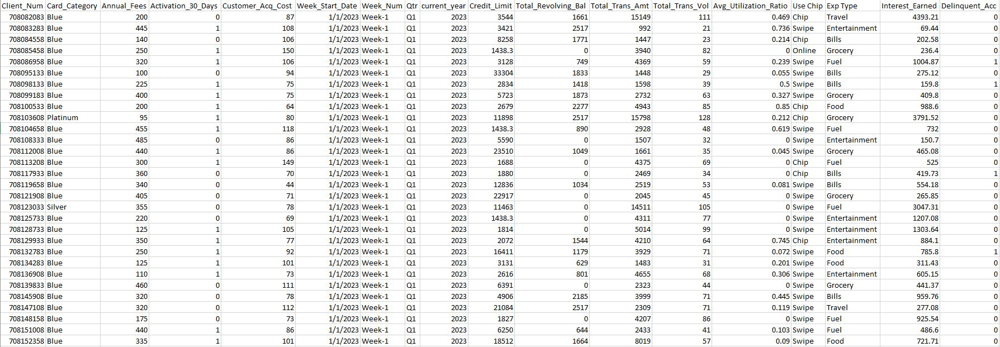 Client_Num Card_Category Annual_Fees Activation_30_Days Customer_Acq_Cost Week_Start_Date Week_Num Qtr current_year Credit_Limit Total_Revolving_Bal Total_Trans_Amt Total_Trans_Vol Avg_Utilization_Ratio Use Chip Exp Type Interest_Earned Delinquent_Acc
708082083 Blue 200 0 87 1/1/2023 Week-1 Q1 2023 3544 1661 15149 111 0.469 Chip Travel 4393.21 0
708083283 Blue 445 1 108 1/1/2023 Week-1 Q1 2023 3421 2517 992 21 0.736 Swipe Entertainment 69.44 0
708084558 Blue 140 0 106 1/1/2023 Week-1 Q1 2023 8258 1771 1447 23 0.214 Chip Bills 202.58 0
708085458 Blue 250 1 150 1/1/2023 Week-1 Q1 2023 1438.3 0 3940 82 0 Online Grocery 236.4 0
708086958 Blue 320 1 106 1/1/2023 Week-1 Q1 2023 3128 749 4369 59 0.239 Swipe Fuel 1004.87 1
708095133 Blue 100 0 94 1/1/2023 Week-1 Q1 2023 33304 1833 1448 29 0.055 Swipe Bills 275.12 0
708098133 Blue 225 1 75 1/1/2023 Week-1 Q1 2023 2834 1418 1598 39 0.5 Swipe Bills 159.8 1
708099183 Blue 400 1 75 1/1/2023 Week-1 Q1 2023 5723 1873 2732 63 0.327 Swipe Grocery 409.8 0
708100533 Blue 200 1 64 1/1/2023 Week-1 Q1 2023 2679 2277 4943 85 0.85 Chip Food 988.6 0
708103608 Platinum 95 1 80 1/1/2023 Week-1 Q1 2023 11898 2517 15798 128 0.212 Chip Grocery 3791.52 0
708104658 Blue 455 1 118 1/1/2023 Week-1 Q1 2023 1438.3 890 2928 48 0.619 Swipe Fuel 732 0
708108333 Blue 485 0 86 1/1/2023 Week-1 Q1 2023 5590 0 1507 32 0 Swipe Entertainment 150.7 0
708112008 Blue 440 1 86 1/1/2023 Week-1 Q1 2023 23510 1049 1661 35 0.045 Swipe Grocery 465.08 0
708113208 Blue 300 1 149 1/1/2023 Week-1 Q1 2023 1688 0 4375 69 0 Chip Fuel 525 0
708117933 Blue 360 0 70 1/1/2023 Week-1 Q1 2023 1880 0 2469 34 0 Chip Bills 419.73 1
708119658 Blue 340 0 44 1/1/2023 Week-1 Q1 2023 12836 1034 2519 53 0.081 Swipe Bills 554.18 0
708121908 Blue 405 0 71 1/1/2023 Week-1 Q1 2023 22917 0 2045 45 0 Swipe Grocery 265.85 0
708123033 Silver 355 0 78 1/1/2023 Week-1 Q1 2023 11463 0 14511 105 0 Swipe Fuel 3047.31 0
708125733 Blue 220 0 69 1/1/2023 Week-1 Q1 2023 1438.3 0 4311 77 0 Swipe Entertainment 1207.08 0
708128733 Blue 125 1 105 1/1/2023 Week-1 Q1 2023 1814 0 5014 99 0 Swipe Entertainment 1303.64 0
708129933 Blue 350 1 77 1/1/2023 Week-1 Q1 2023 2072 1544 4210 64 0.745 Chip Entertainment 884.1 0
708132783 Blue 250 1 92 1/1/2023 Week-1 Q1 2023 16411 1179 3929 71 0.072 Swipe Food 785.8 1
708134283 Blue 125 1 101 1/1/2023 Week-1 Q1 2023 3131 629 1483 31 0.201 Swipe Food 311.43 0
708136908 Blue 110 1 73 1/1/2023 Week-1 Q1 2023 2616 801 4655 68 0.306 Swipe Entertainment 605.15 0
708139833 Blue 460 0 111 1/1/2023 Week-1 Q1 2023 6391 0 2323 44 0 Swipe Grocery 441.37 0
708145908 Blue 320 0 78 1/1/2023 Week-1 Q1 2023 4906 2185 3999 71 0.445 Swipe Bills 959.76 0
708147108 Blue 320 0 112 1/1/2023 Week-1 Q1 2023 21084 2517 2309 71 0.119 Swipe Travel 277.08 0
708148158 Blue 175 0 73 1/1/2023 Week-1 Q1 2023 1827 0 4207 86 0 Swipe Fuel 925.54 0
708151008 Blue 440 1 86 1/1/2023 Week-1 Q1 2023 6250 644 2433 41 0.103 Swipe Fuel 486.6 0
708152358 Blue 335 1 101 1/1/2023 Week-1 Q1 2023 18512 1664 8019 57 0.09 Swipe Food 721.71 0